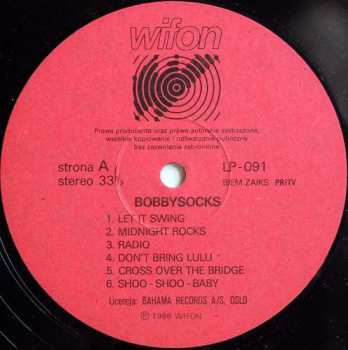 wifon
Prawa producenta oraz prawa autorskie zastrzeżone,
wszelkie kopiowanie i odtwarzanie publiczne
bez zezwolenia zabronione
strona A
LP-091
stereo 33⅓
BIEM ZAIKS PRiTV
BOBBYSOCKS
1. LET IT SWING
2. MIDNIGHT ROCKS
3. RADIO
4. DON'T BRING LULU
5. CROSS OVER THE BRIDGE
6. SHOO - SHOO - BABY
Licencja: BAHAMA RECORDS A/S, OSLO
Ⓟ 1986 WIFON